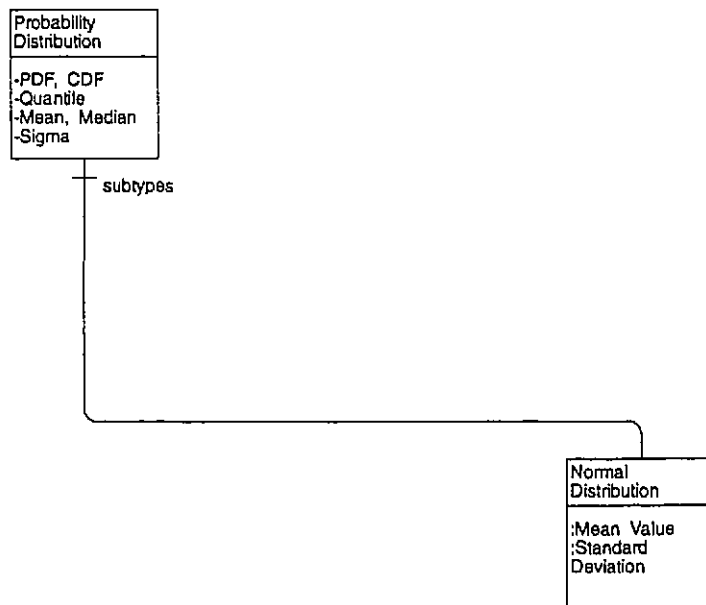 Probability
Distribution
-PDF, CDF
-Quantile
-Mean, Median
-Sigma
subtypes
Normal
Distribution
:Mean Value
:Standard
Deviation